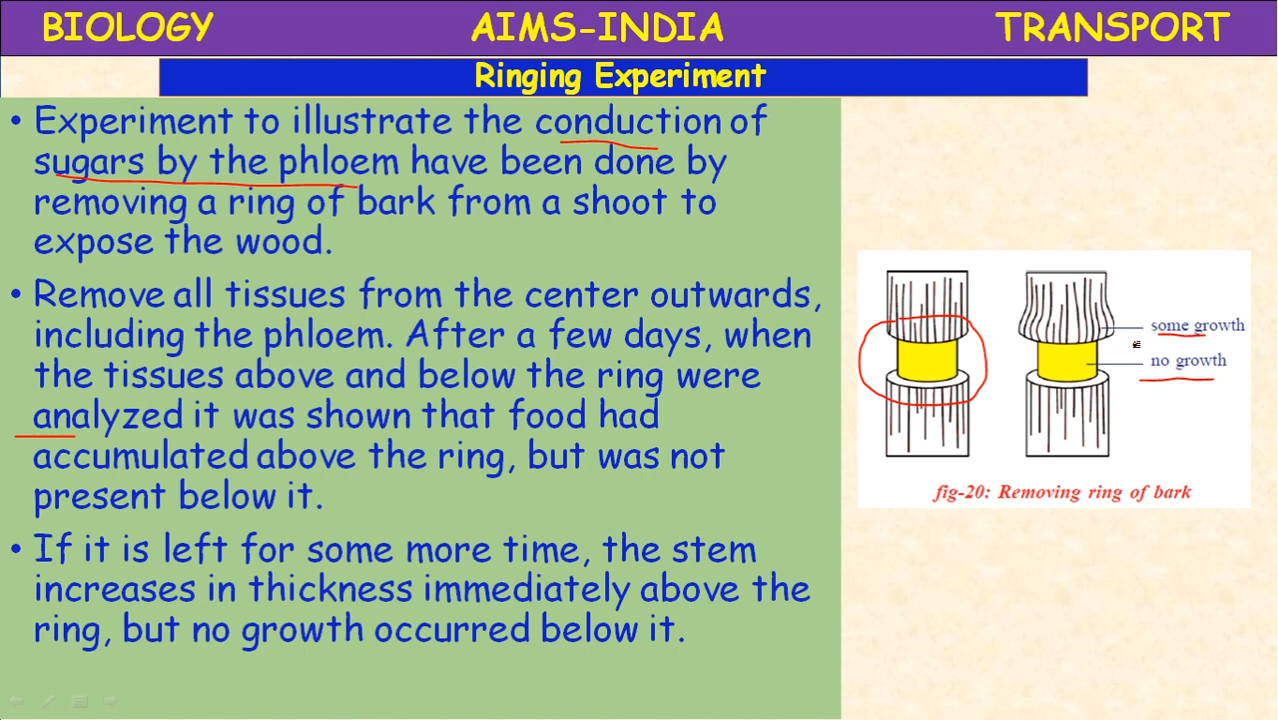 BIOLOGY AIMS-INDIA TRANSPORT
Ringing Experiment
• Experiment to illustrate the conduction of
sugars by the phloem have been done by
removing a ring of bark from a shoot to
expose the wood.
• Remove all tissues from the center outwards,
including the phloem. After a few days, when
the tissues above and below the ring were
analyzed it was shown that food had
accumulated above the ring, but was not
present below it.
• If it is left for some more time, the stem
increases in thickness immediately above the
ring, but no growth occurred below it.
some growth
no growth
fig-20: Removing ring of bark